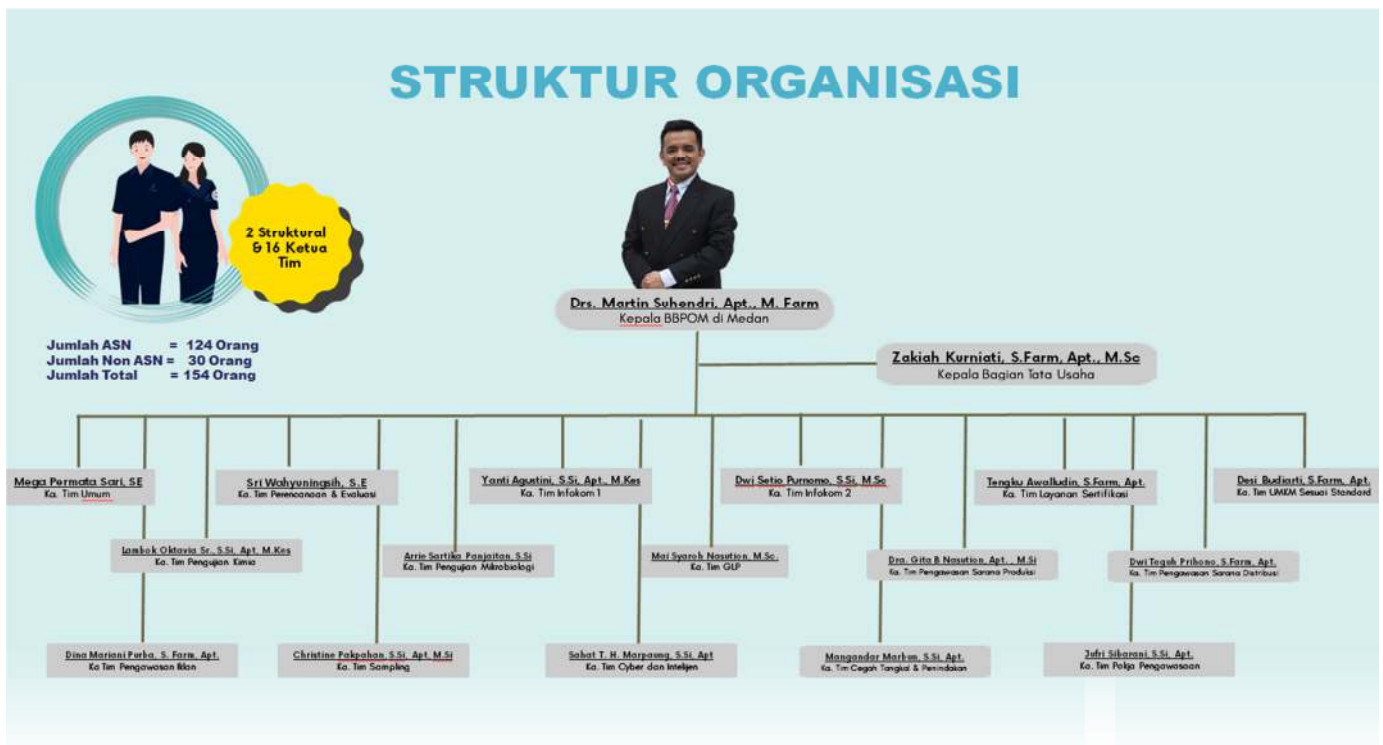 STRUKTUR ORGANISASI
2 Struktural
& 16 Ketua
Tim
Jumlah ASN = 124 Orang
Jumlah Non ASN = 30 Orang
Jumlah Total = 154 Orang
Drs. Martin Suhendri, Apt., M. Farm
Kepala BBPOM di Medan
Zakiah Kurniati, S.Farm, Apt., M.Sc
Kepala Bagian Tata Usaha
Mega Permata Sari, SE
Ka. Tim Umum
Sri Wahyuningsih, S.E
Ka. Tim Perencanaan & Evaluasi
Yanti Agustini, S.Si, Apt., M.Kes
Ka. Tim Infokom 1
Dwi Setio Purnomo, S.Si, M.Sc
Ka. Tim Infokom 2
Tengku Awalludin, S.Farm, Apt.
Ka. Tim Layanan Sertifikasi
Desi Budiarti, S.Farm, Apt.
Ka. Tim UMKM Sesuai Standard
Lambok Oktavia Sr., S.Si, Apt, M.Kes
Ka. Tim Pengujian Kimia
Arrie Sartika Panjaitan, S.Si
Ka. Tim Pengujian Mikrobiologi
Mai Syaroh Nasution, M.Sc.
Ka. Tim GLP
Dra. Gita B Nasution, Apt. , M.Si
Ka. Tim Pengawasan Sarana Produksi
Dwi Teguh Prihono, S.Farm, Apt.
Ka. Tim Pengawasan Sarana Distribusi
Dina Mariani Purba, S. Farm, Apt.
Ka Tim Pengawasan Iklan
Christine Pakpahan, S.Si, Apt, M.Si
Ka. Tim Sampling
Sahat T. H. Marpaung, S.Si, Apt
Ka. Tim Cyber dan Intelijen
Mangandar Marbun, S.Si, Apt.
Ka. Tim Cegah Tangkal & Penindakan
Jufri Sibarani, S.Si, Apt.
Ka. Tim Pokja Pengawasaan